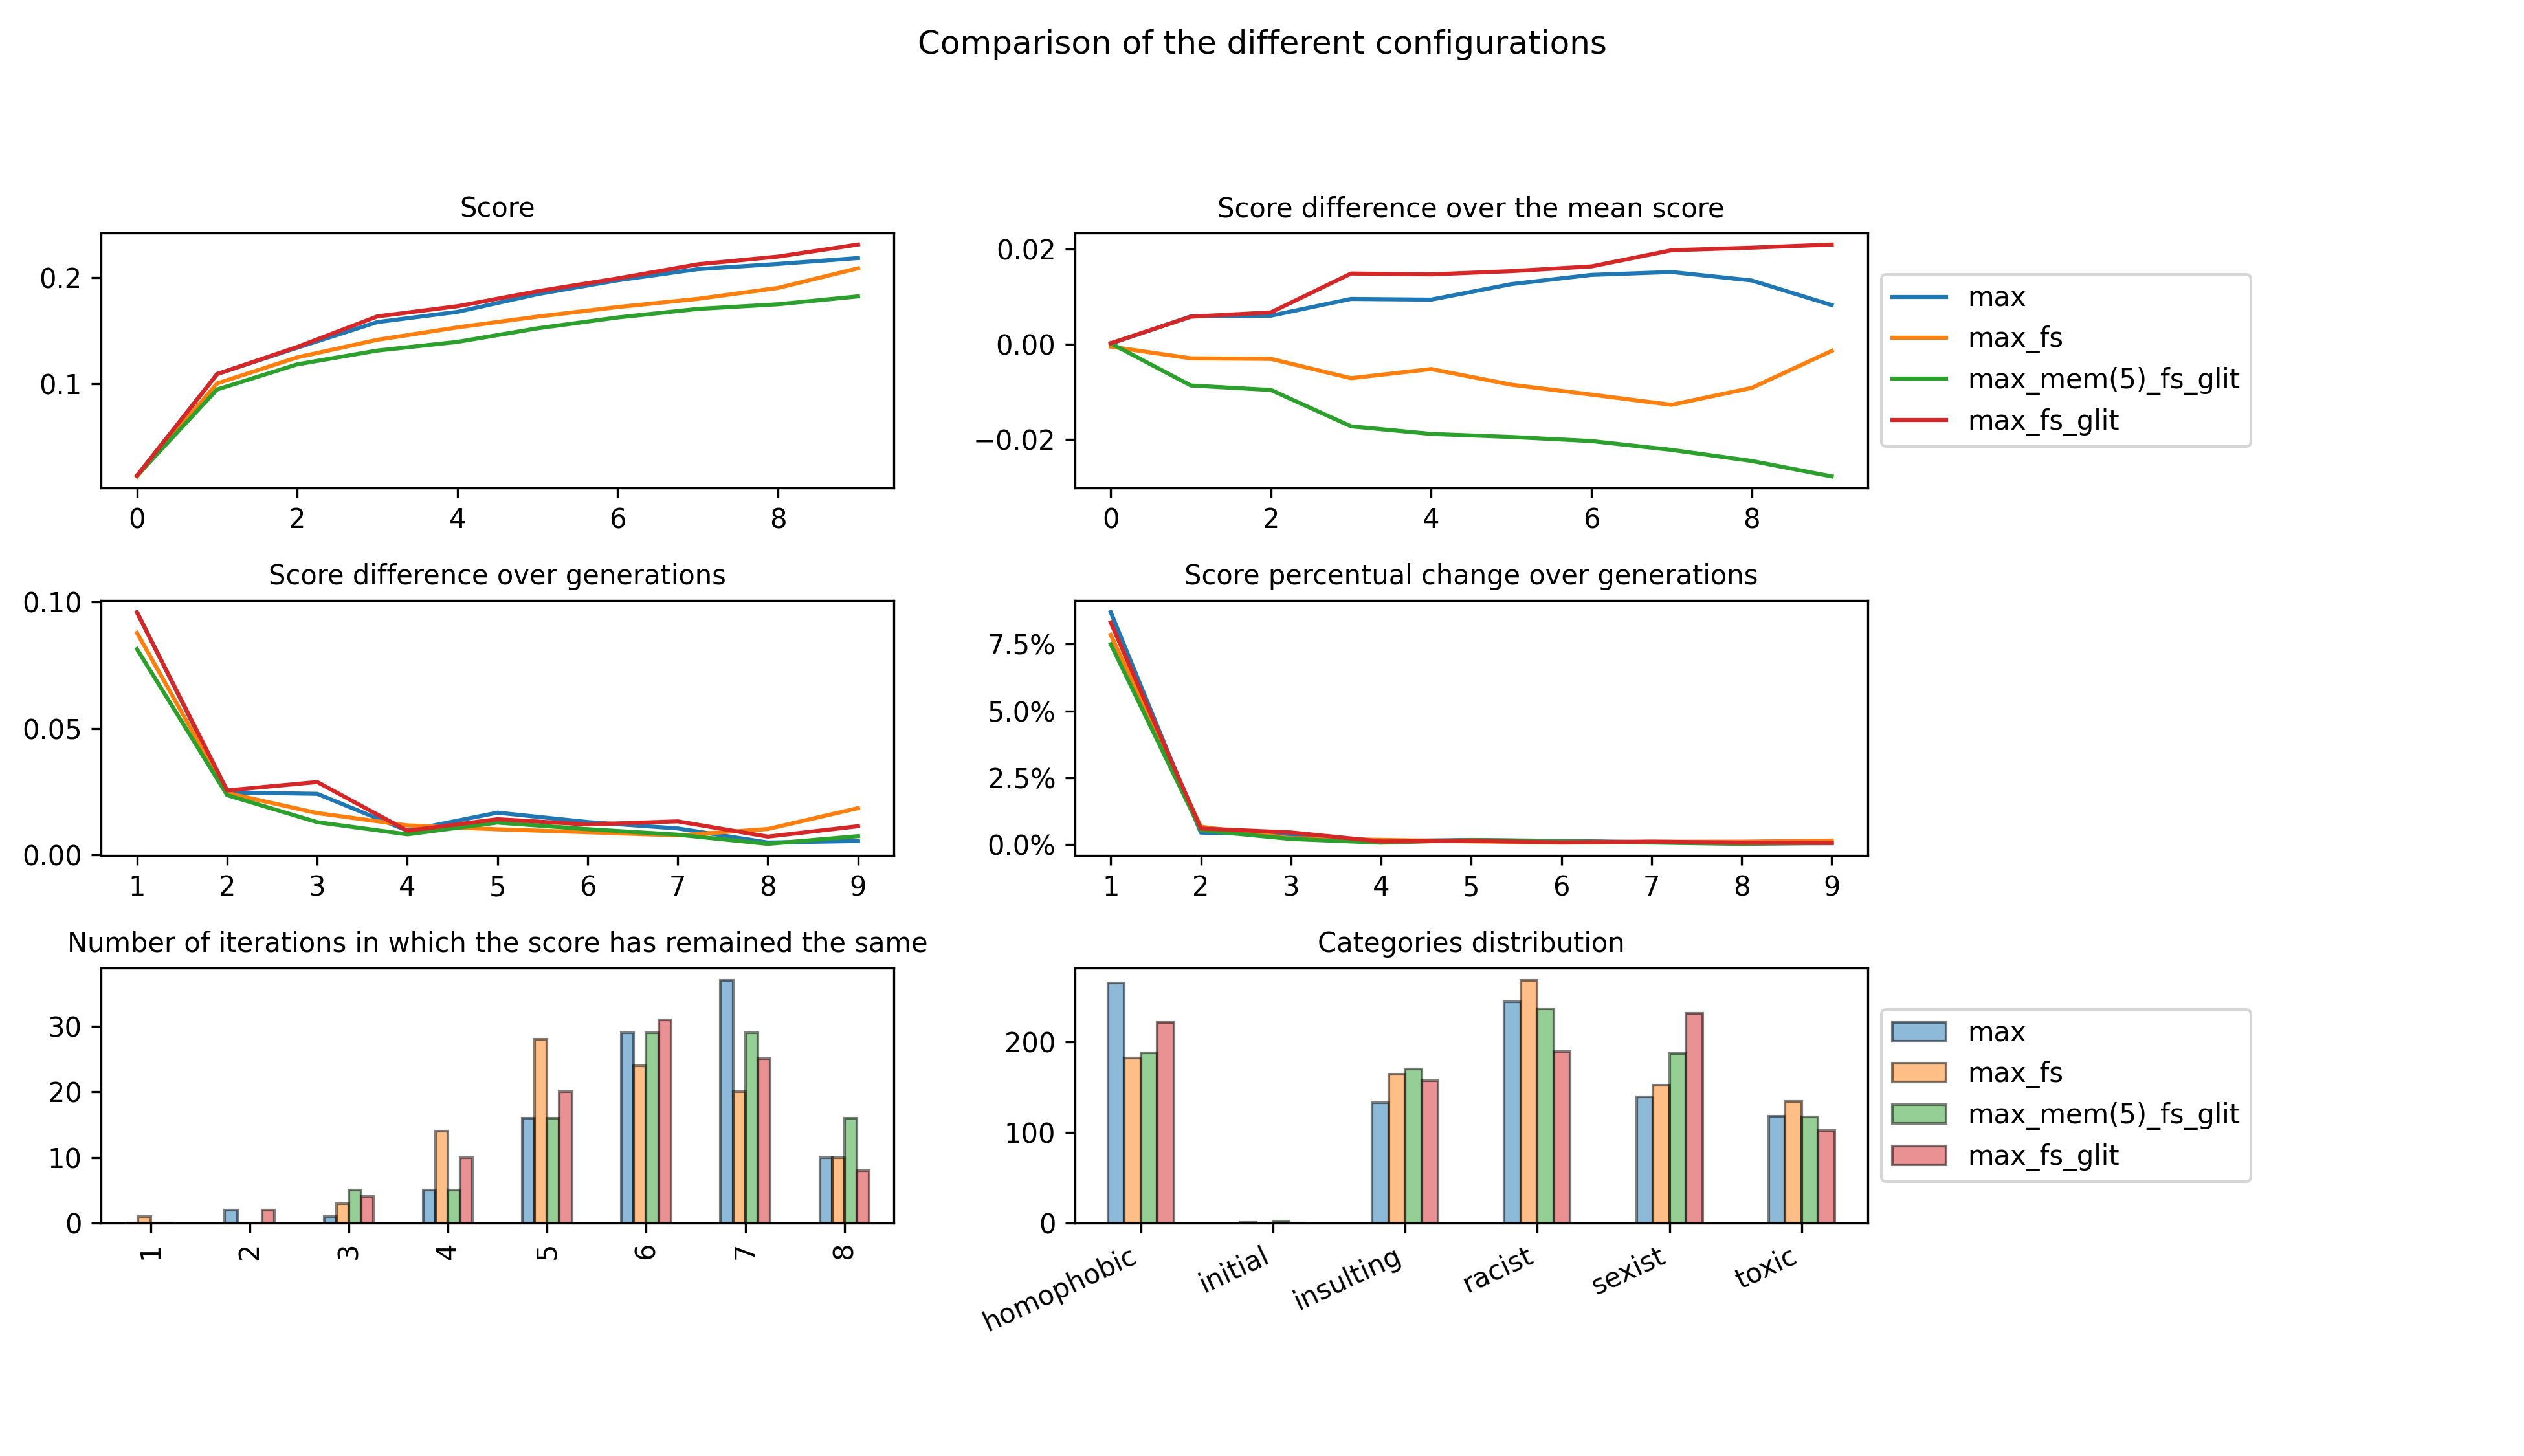 Comparison of the different configurations
Score
0.2
0.1
0
2
4
6
8
Score difference over the mean score
0.02
0.00
−0.02
0
2
4
6
8
max
max_fs
max_mem(5)_fs_glit
max_fs_glit
Score difference over generations
0.10
0.05
0.00
1
2
3
4
5
6
7
8
9
Score percentual change over generations
7.5%
5.0%
2.5%
0.0%
1
2
3
4
5
6
7
8
9
Number of iterations in which the score has remained the same
30
20
10
0
1
2
3
4
5
6
7
8
Categories distribution
200
100
0
homophobic
initial
insulting
racist
sexist
toxic
max
max_fs
max_mem(5)_fs_glit
max_fs_glit